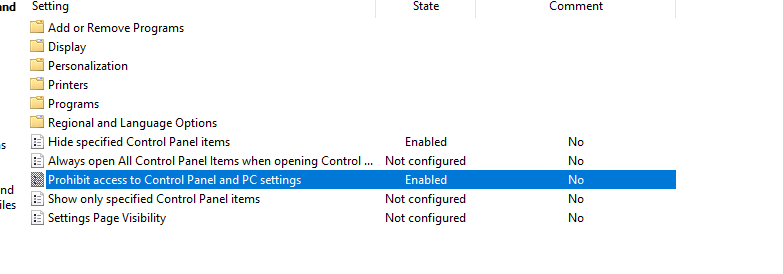 and Setting State Comment
Add or Remove Programs
Display
Personalization
Printers
Programs
Regional and Language Options
Hide specified Control Panel items Enabled No
Always open All Control Panel Items when opening Control ... Not configured No
Prohibit access to Control Panel and PC settings Enabled No
Show only specified Control Panel items Not configured No
Settings Page Visibility Not configured No